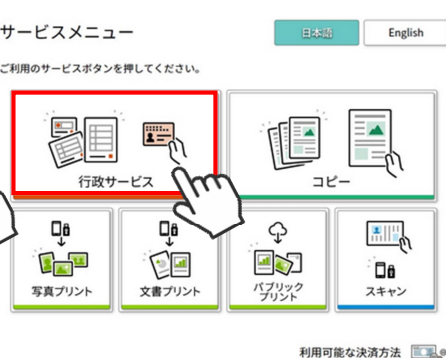 サービスメニュー
日本語
English
ご利用のサービスボタンを押してください。
行政サービス
コピー
写真プリント
文書プリント
パブリック
プリント
スキャン
利用可能な決済方法